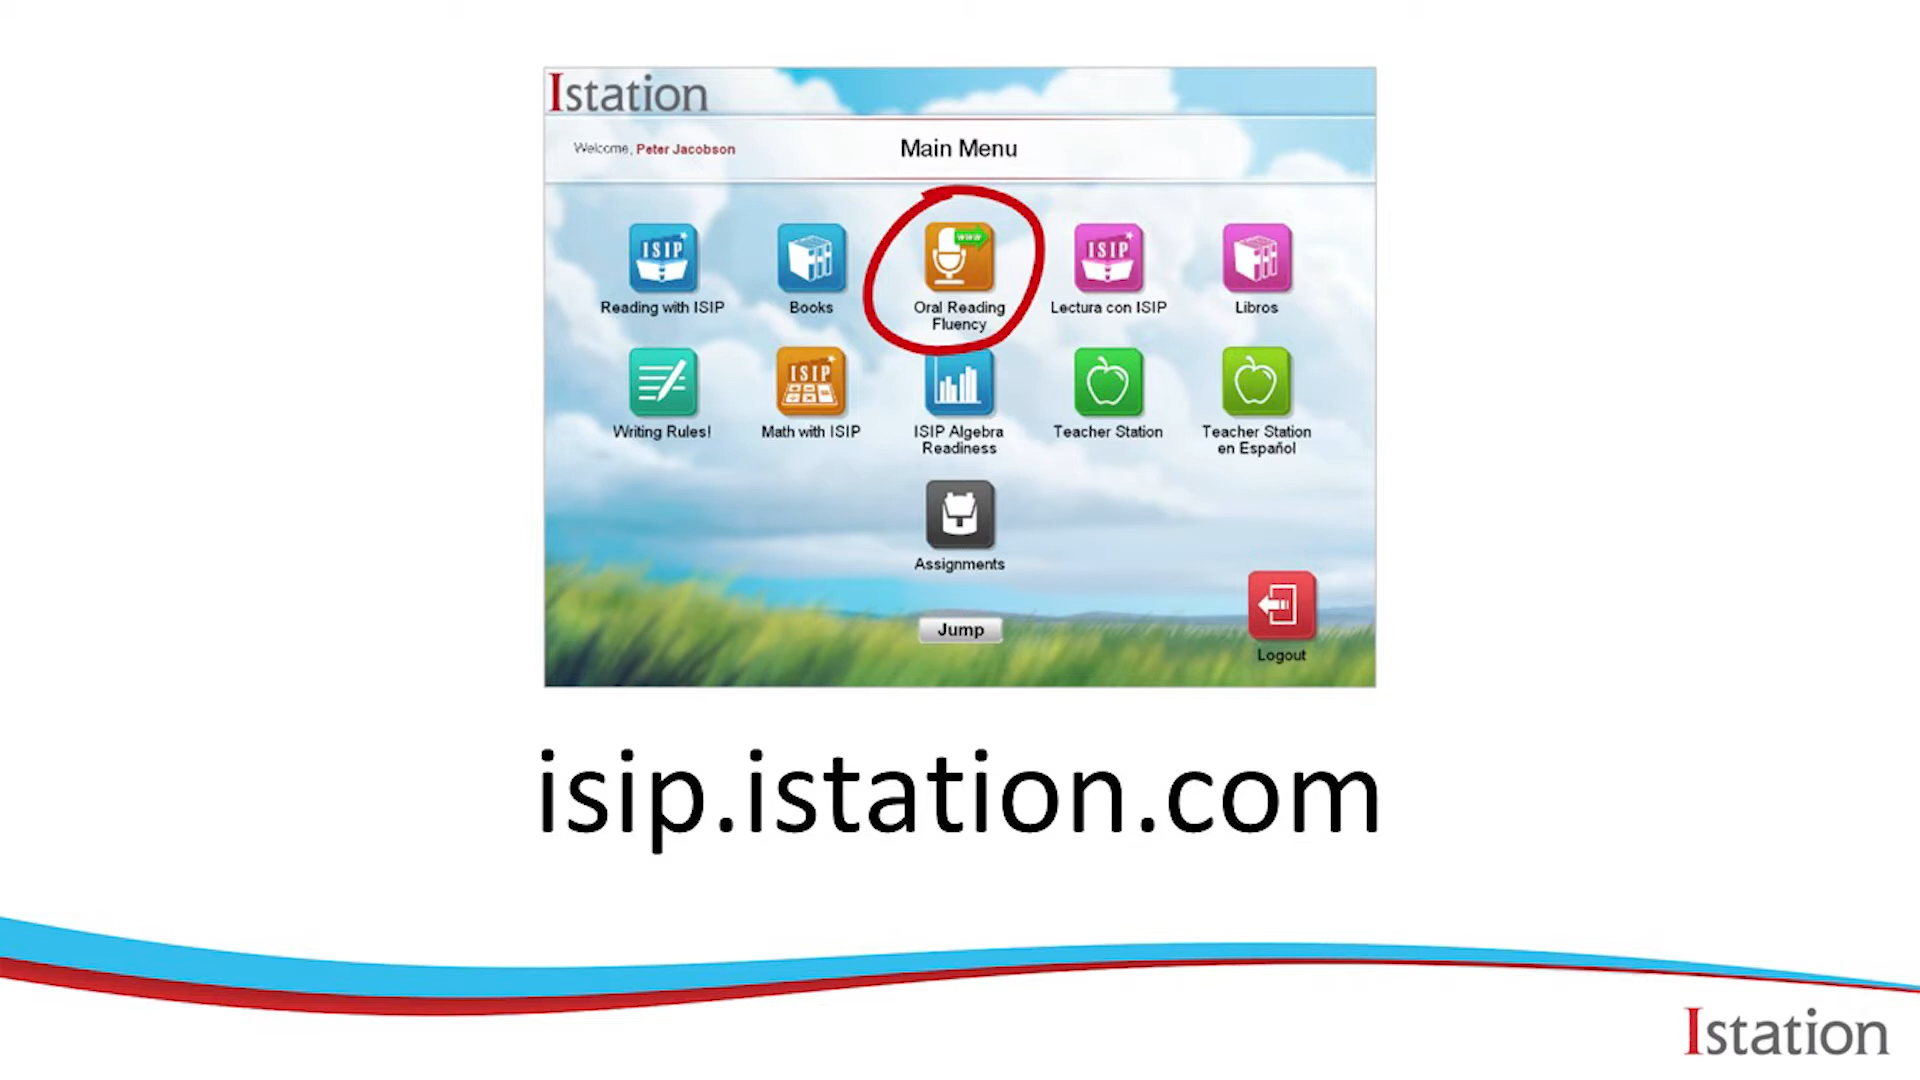 Istation
Welcome, Peter Jacobson
Main Menu
ISIP
WWW
ISIP
Reading with ISIP
Books
Oral Reading
Fluency
Lectura con ISIP
Libros
ISIP
Writing Rules!
Math with ISIP
ISIP Algebra
Readiness
Teacher Station
Teacher Station
en Español
Assignments
Jump
Logout
isip.istation.com
Istation